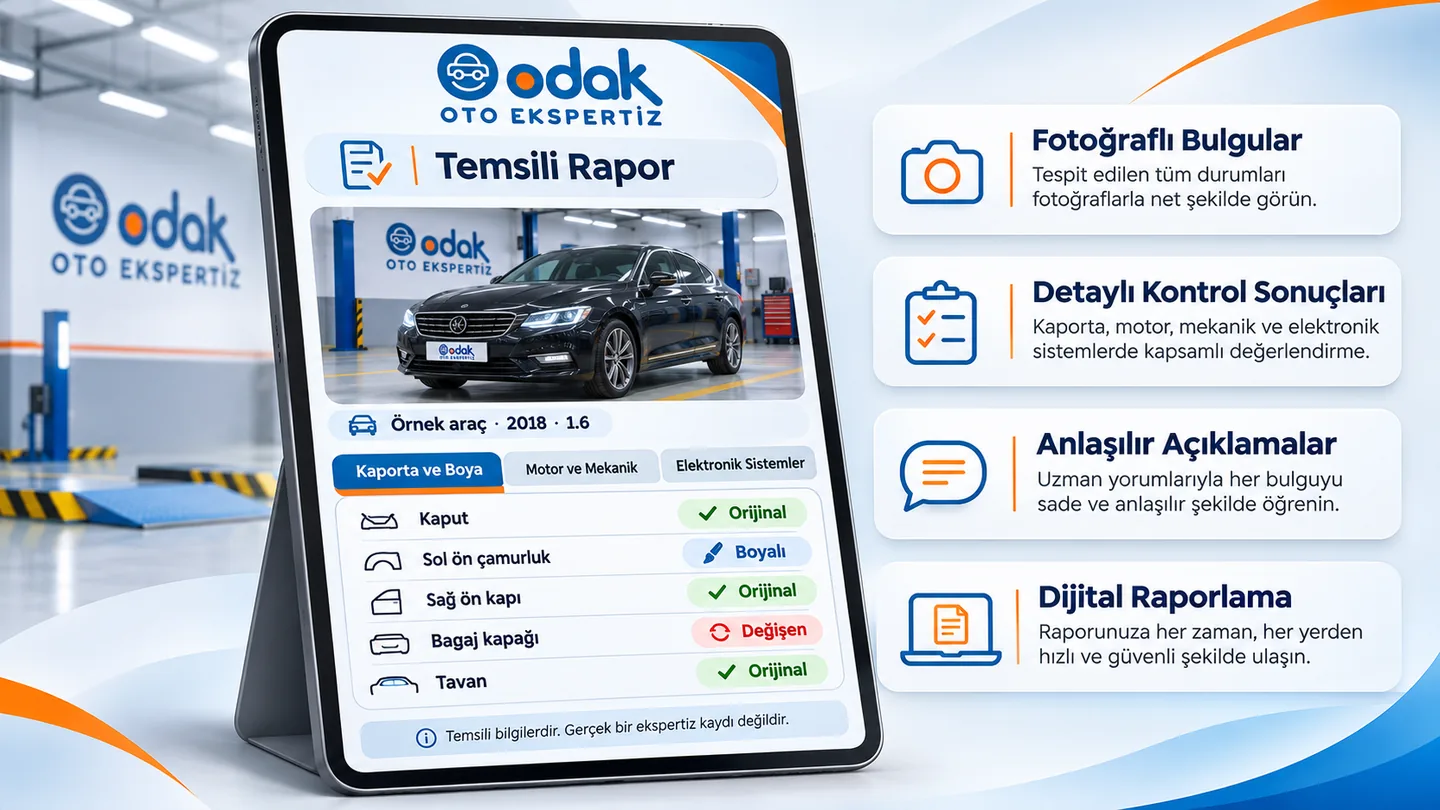 odak
OTO EKSPERTİZ
Temsili Rapor
odak
OTO EKSPERTİZ
odak
OTO EKSPERTİZ
odak
OTO EKSPERTİZ
Örnek araç · 2018 · 1.6
Kaporta ve Boya
Motor ve Mekanik
Elektronik Sistemler
Kaput
Orijinal
Sol ön çamurluk
Boyalı
Sağ ön kapı
Orijinal
Bagaj kapağı
Değişen
Tavan
Orijinal
Temsili bilgilerdir. Gerçek bir ekspertiz kaydı değildir.
Fotoğraflı Bulgular
Tespit edilen tüm durumları
fotoğraflarla net şekilde görün.
Detaylı Kontrol Sonuçları
Kaporta, motor, mekanik ve elektronik
sistemlerde kapsamlı değerlendirme.
Anlaşılır Açıklamalar
Uzman yorumlarıyla her bulguyu
sade ve anlaşılır şekilde öğrenin.
Dijital Raporlama
Raporunuza her zaman, her yerden
hızlı ve güvenli şekilde ulaşın.